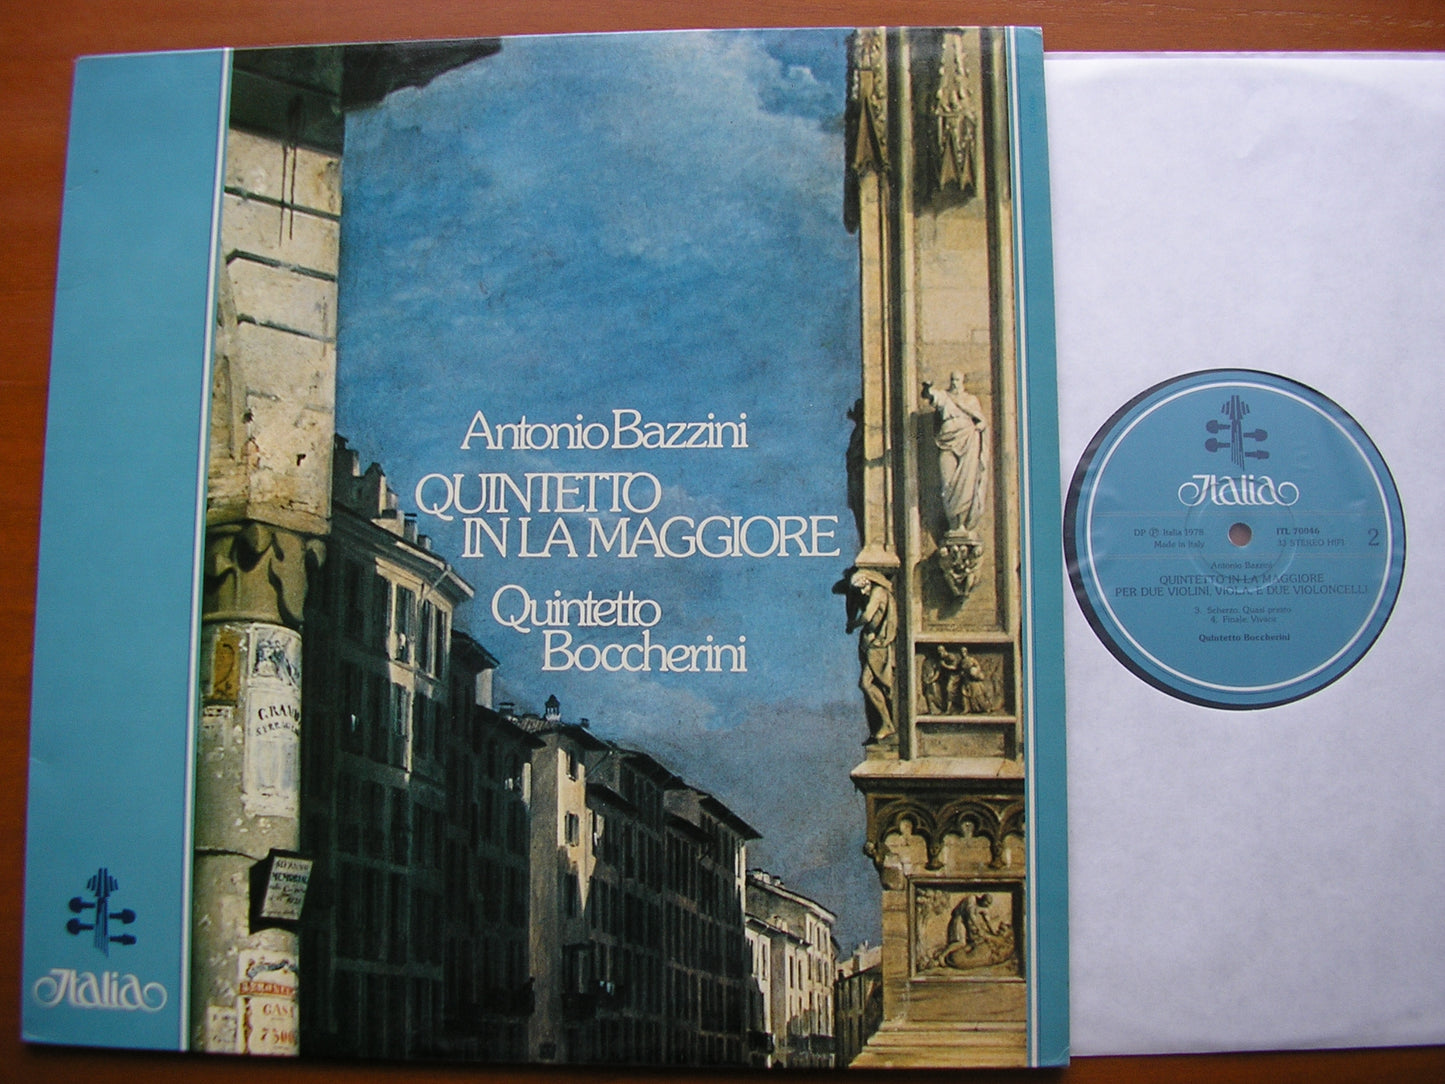 Antonio Bazzini
QUINTETTO
IN LA MAGGIORE
Quintetto
Boccherini
Italia
MEMORIA
GASA
Italia
DP Ⓟ Italia 1978
Made in Italy
ITL 70046
33 STEREO HIFI
2
Antonio Bazzini
QUINTETTO IN LA MAGGIORE
PER DUE VIOLINI, VIOLA, E DUE VIOLONCELLI
3. Scherzo. Quasi presto
4. Finale. Vivace
Quintetto Boccherini